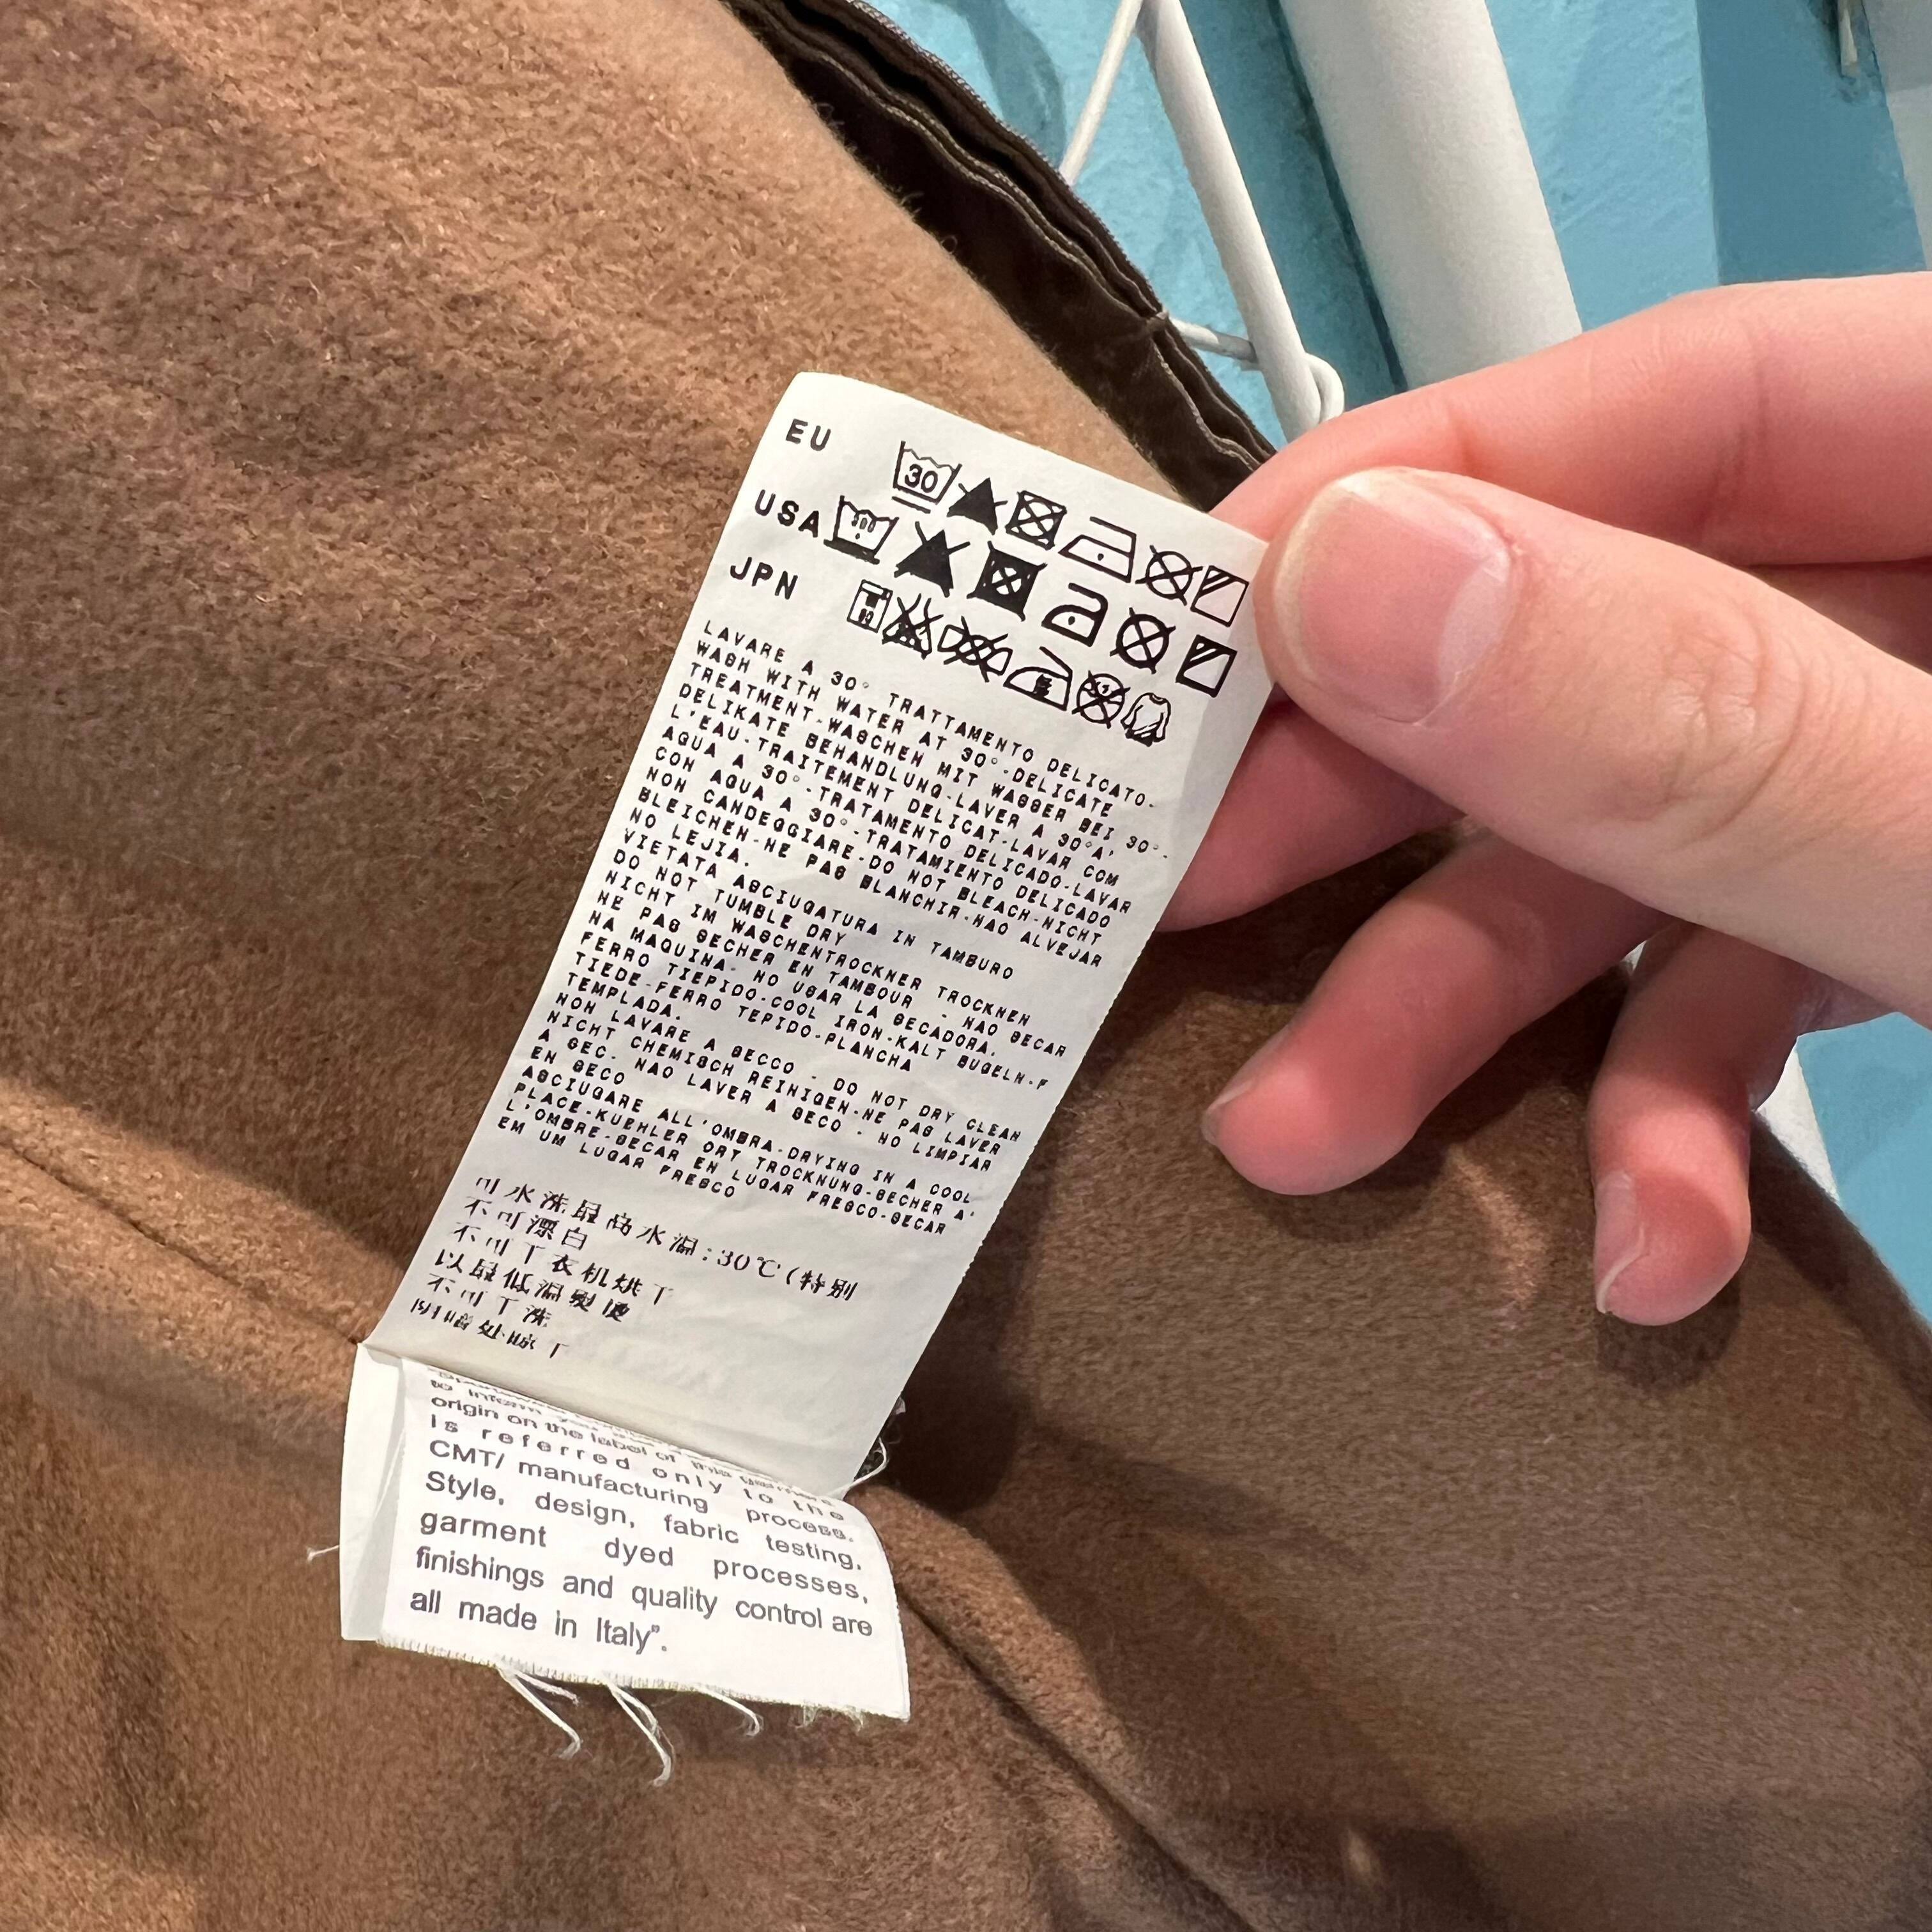 EU
30
USA
JPN
LAVARE A 30° TRATTAMENTO DELICATO-
WASH WITH WATER AT 30°-DELICATE
TREATMENT-WASCHEN MIT WASSER BEI 30°-
DELIKATE BEHANDLUNG-LAVER A 30°A'
L'EAU-TRAITEMENT DELICAT-LAVAR COM
AGUA A 30°-TRATAMENTO DELICADO-LAVAR
CON AGUA A 30°-TRATAMIENTO DELICADO
NON CANDEGGIARE-DO NOT BLEACH-NICHT
BLEICHEN-NE PAS BLANCHIR-NAO ALVEJAR
NO LEJIA.
VIETATA ASCIUGATURA IN TAMBURO
DO NOT TUMBLE DRY
NICHT IM WASCHENTROCKNER TROCKNEN
NE PAS SECHER EN TAMBOUR - NAO SECAR
NA MAQUINA- NO USAR LA SECADORA.
FERRO TIEPIDO-COOL IRON-KALT BUGELN-F
TIEDE-FERRO TEPIDO-PLANCHA
TEMPLADA.
NON LAVARE A SECCO - DO NOT DRY CLEAN
NICHT CHEMISCH REINIGEN-NE PAS LAVER
A SEC. NAO LAVER A SECO - NO LIMPIAR
EN SECO
ASCIUGARE ALL'OMBRA-DRYING IN A COOL
PLACE-KUEHLER ORT TROCKNUNG-SECHER A'
L'OMBRE-SECAR EN LUGAR FRESCO-SECAR
EM UM LUGAR FRESCO
可水洗最高水温:30℃(特别
不可漂白
不可干衣机烘干
以最低温熨烫
不可干洗
阴暗处晾干
to inform
origin on the label of this garment
is referred only to the
CMT/ manufacturing process.
Style, design, fabric testing,
garment dyed processes,
finishings and quality control are
all made in Italy".